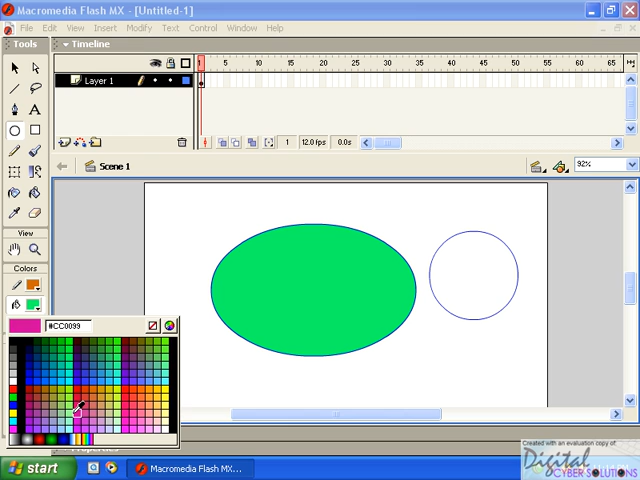 Macromedia Flash MX - [Untitled-1]
File Edit View Insert Modify Text Control Window Help
Tools
Timeline
1 5 10 15 20 25 30 35 40 45 50 55 60 65
Layer 1
1 12.0 fps 0.0s
Scene 1
92%
View
Colors
#CC0099
start
Macromedia Flash MX...
Created with an evaluation copy of
Digital
CYBER SOLUTIONS